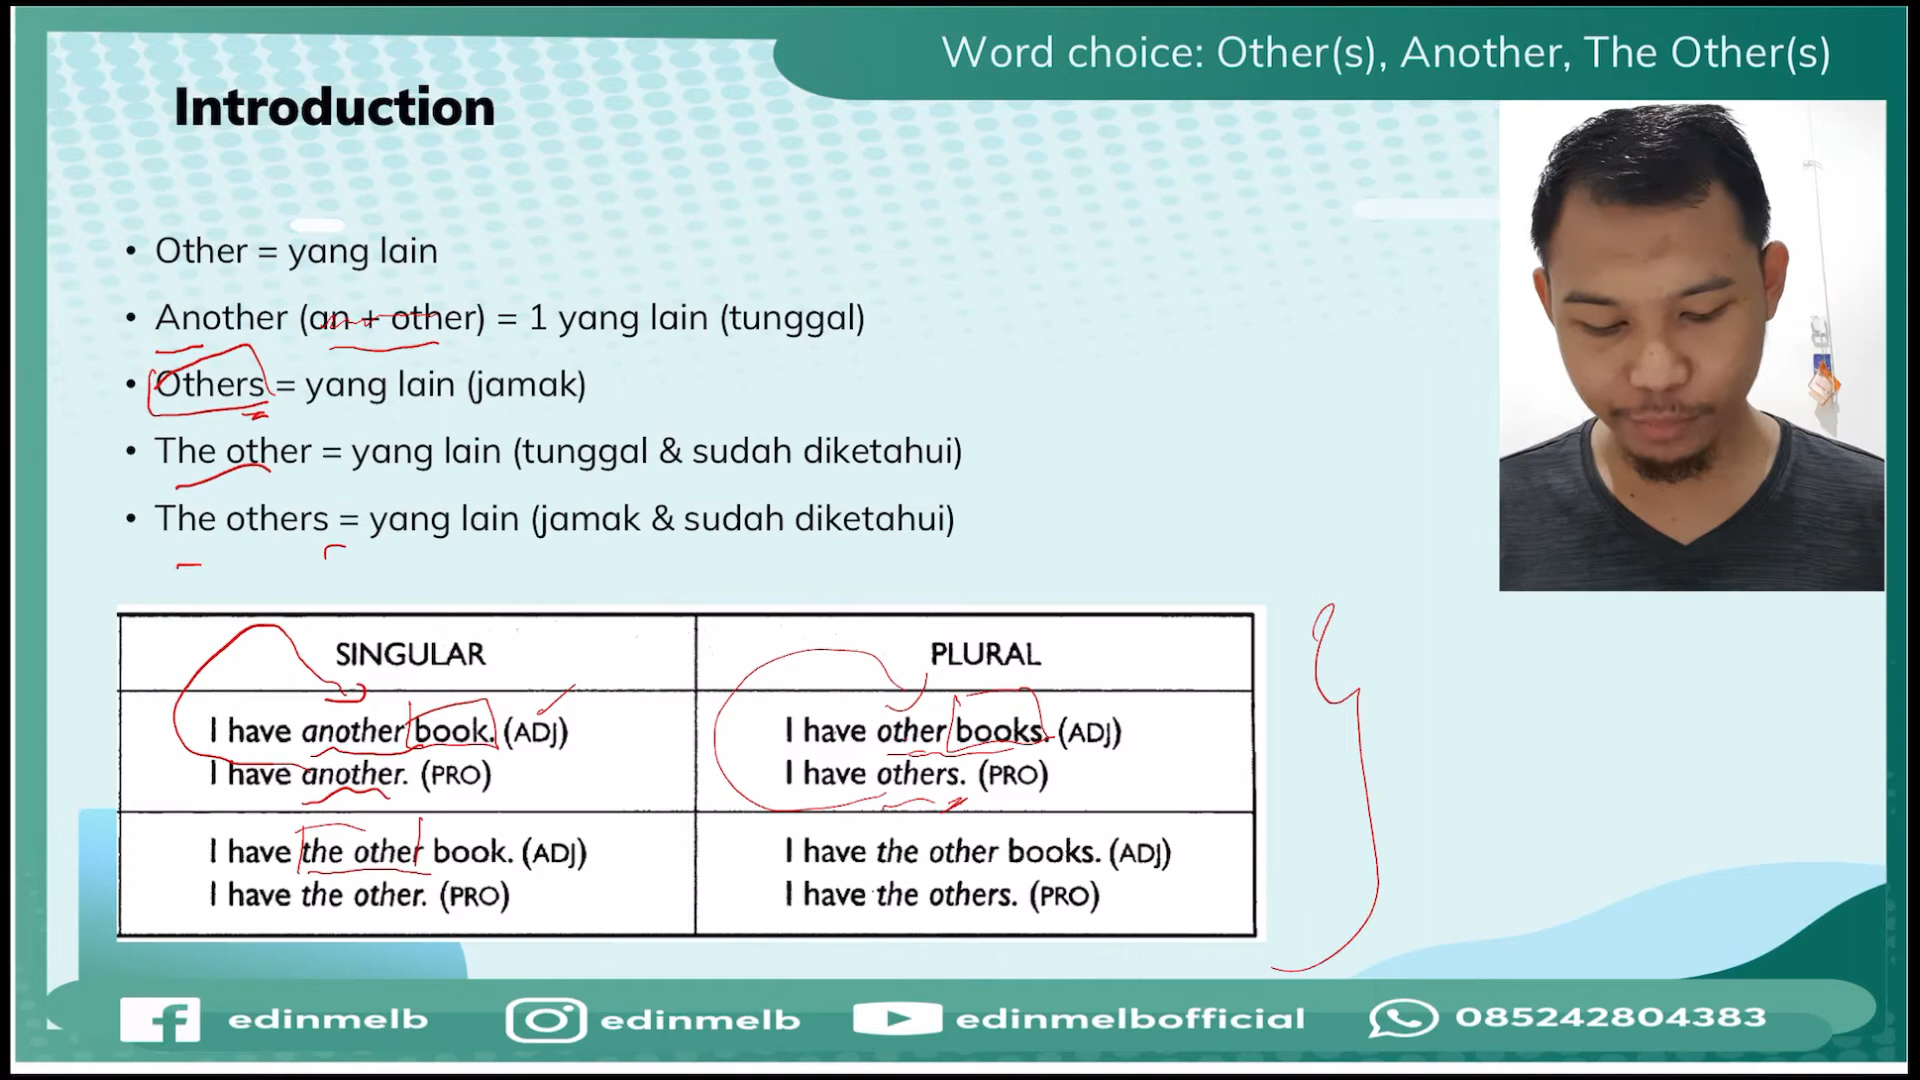 Word choice: Other(s), Another, The Other(s)
Introduction
• Other = yang lain
• Another (an + other) = 1 yang lain (tunggal)
• Others = yang lain (jamak)
• The other = yang lain (tunggal & sudah diketahui)
• The others = yang lain (jamak & sudah diketahui)
SINGULAR PLURAL
I have another book. (ADJ) I have other books. (ADJ)
I have another. (PRO) I have others. (PRO)
I have the other book. (ADJ) I have the other books. (ADJ)
I have the other. (PRO) I have the others. (PRO)
edinmelb edinmelb edinmelbofficial 085242804383